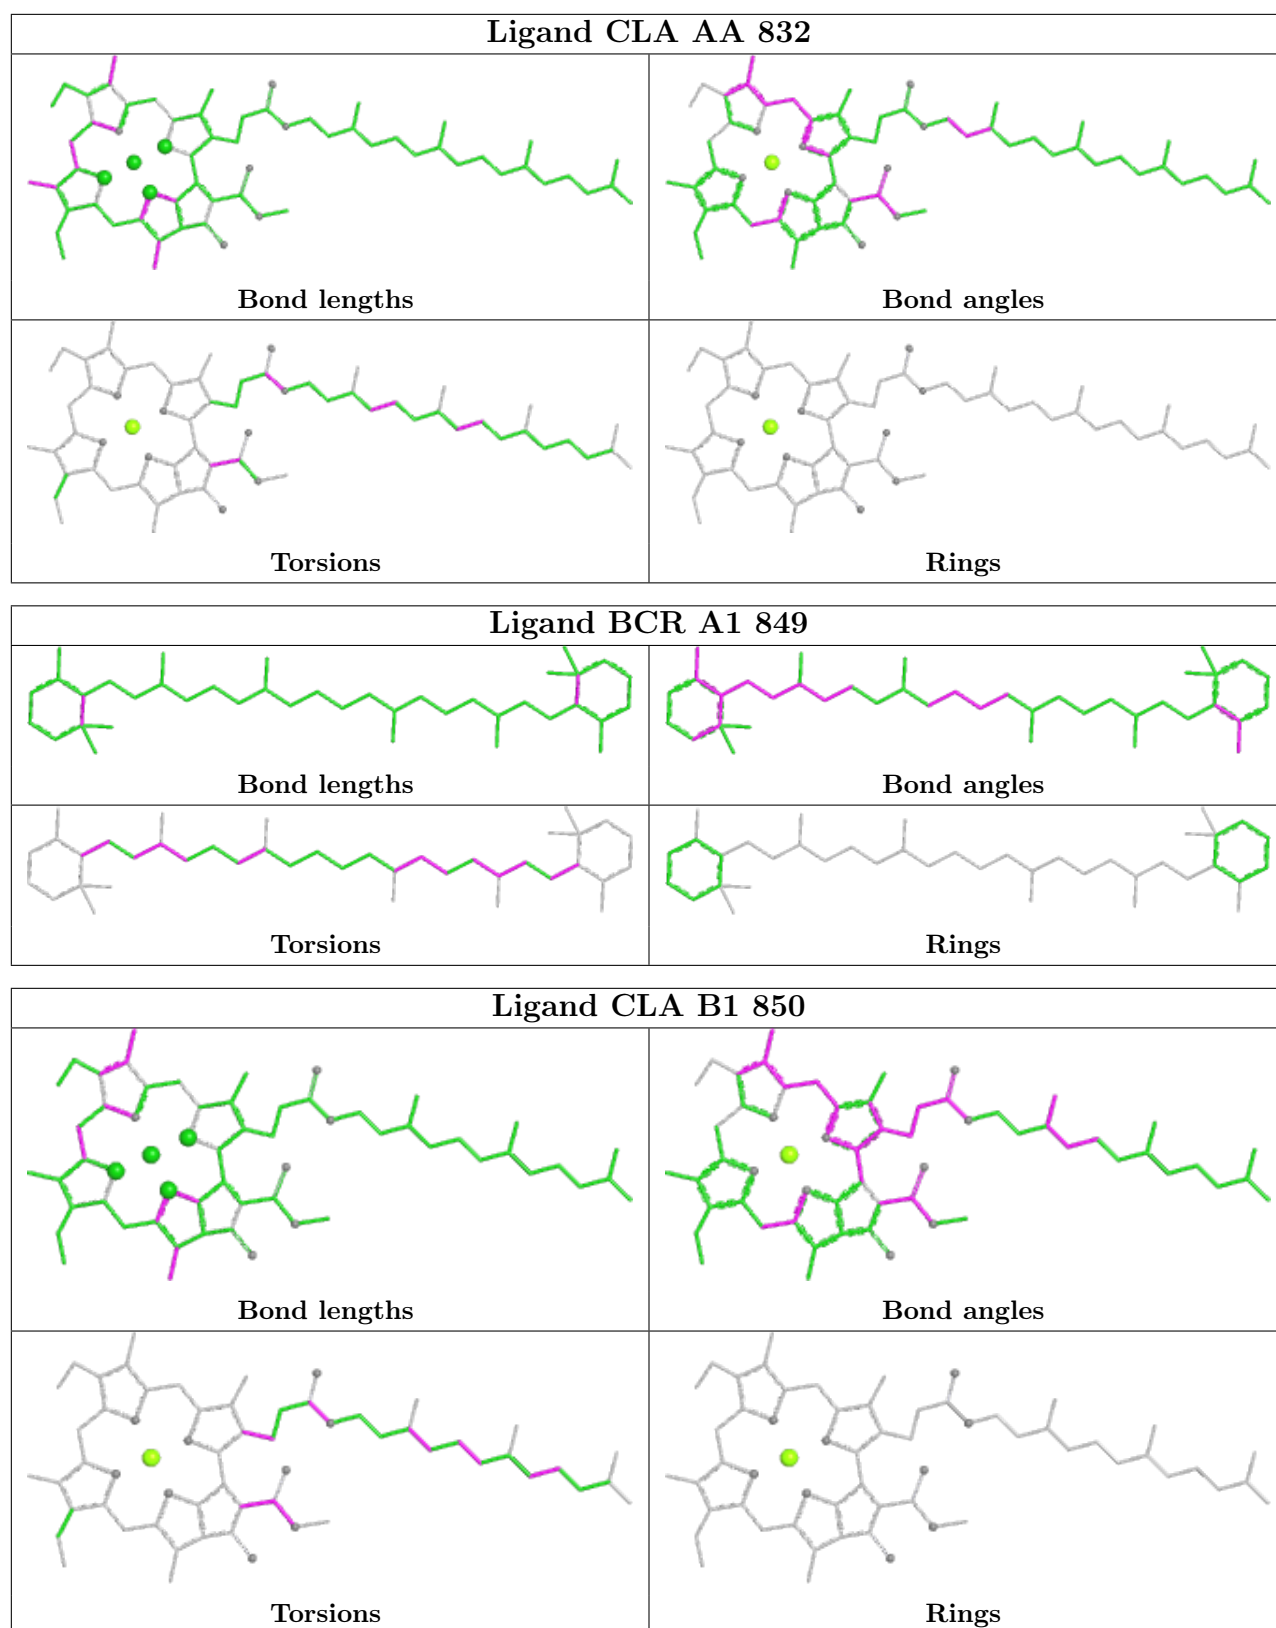 Ligand CLA AA 832
Bond lengths
Bond angles
Torsions
Rings
Ligand BCR A1 849
Bond lengths
Bond angles
Torsions
Rings
Ligand CLA B1 850
Bond lengths
Bond angles
Torsions
Rings